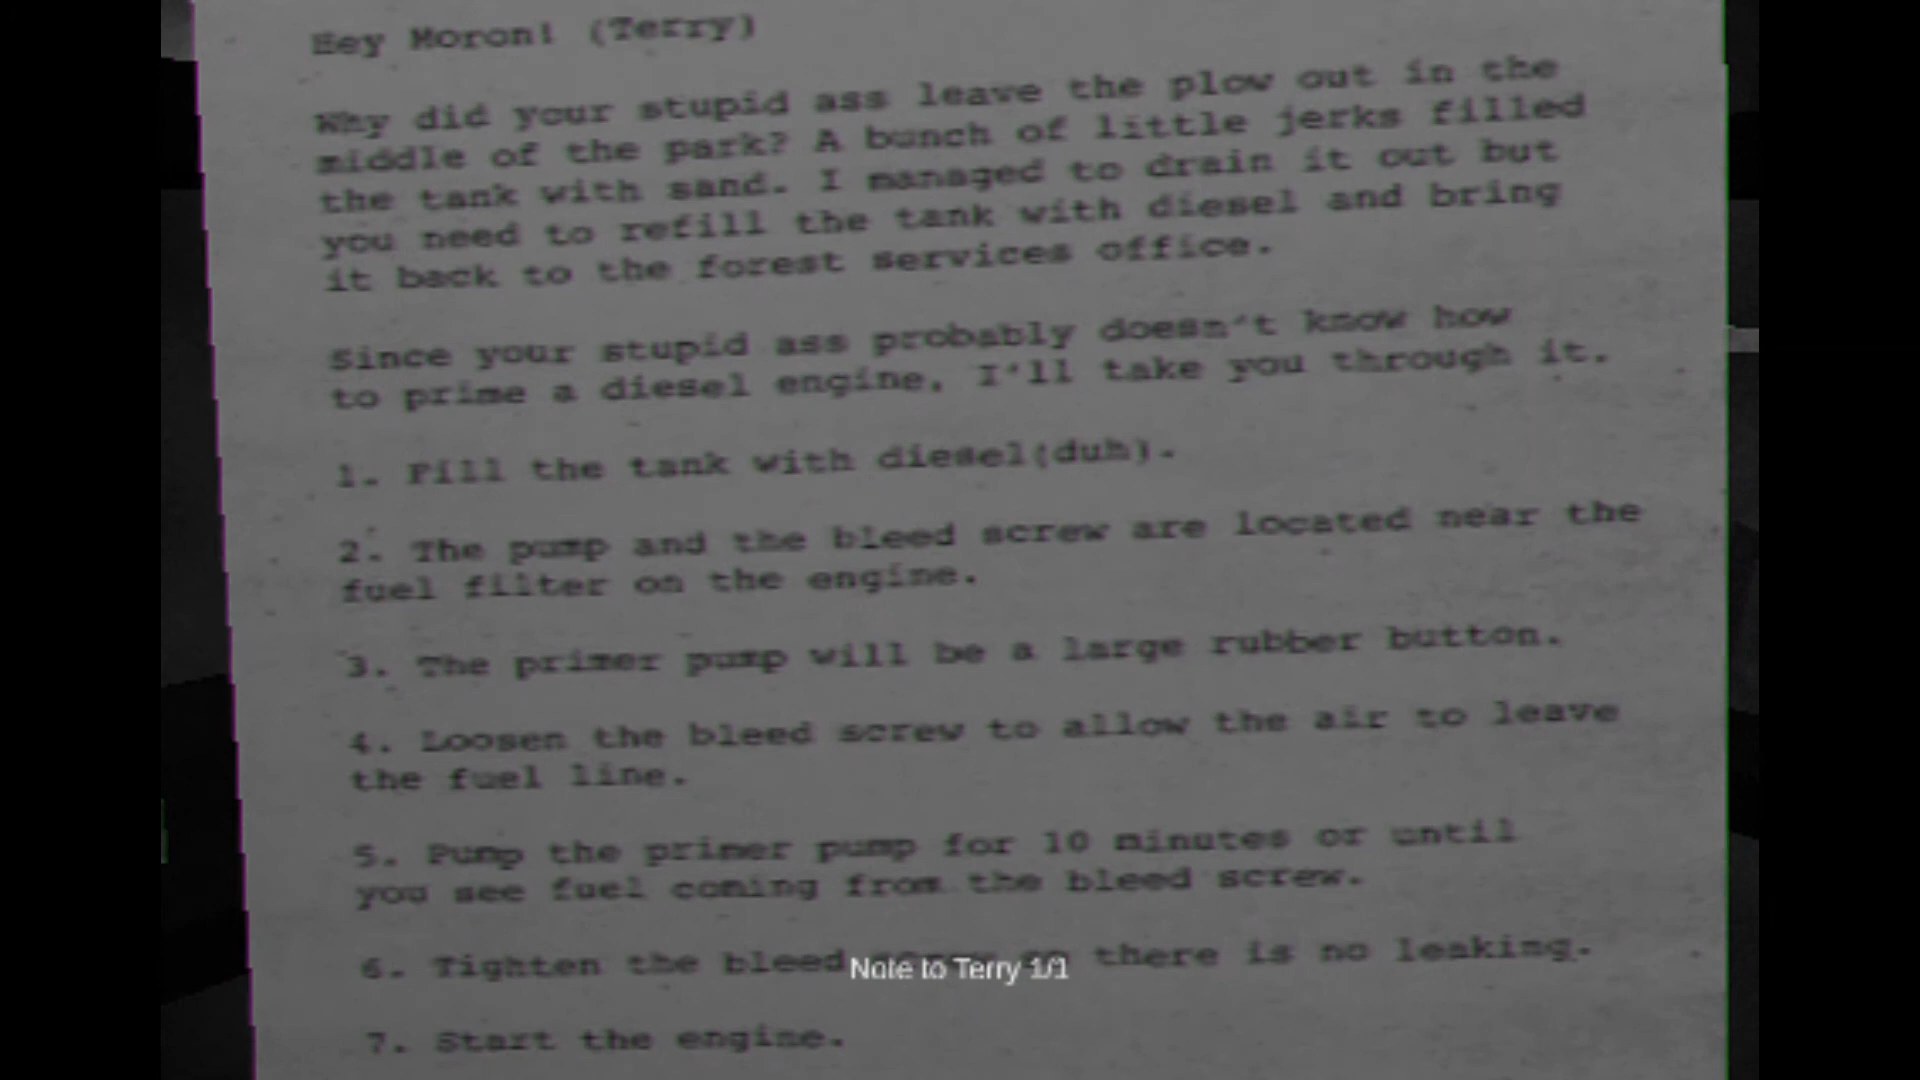 Hey Moron! (Terry)
Why did your stupid ass leave the plow out in the
middle of the park? A bunch of little jerks filled
the tank with sand. I managed to drain it out but
you need to refill the tank with diesel and bring
it back to the forest services office.
Since your stupid ass probably doesn't know how
to prime a diesel engine, I'll take you through it.
1. Fill the tank with diesel(duh).
2. The pump and the bleed screw are located near the
fuel filter on the engine.
3. The primer pump will be a large rubber button.
4. Loosen the bleed screw to allow the air to leave
the fuel line.
5. Pump the primer pump for 10 minutes or until
you see fuel coming from the bleed screw.
6. Tighten the bleed there is no leaking.
Note to Terry 1/1
7. Start the engine.